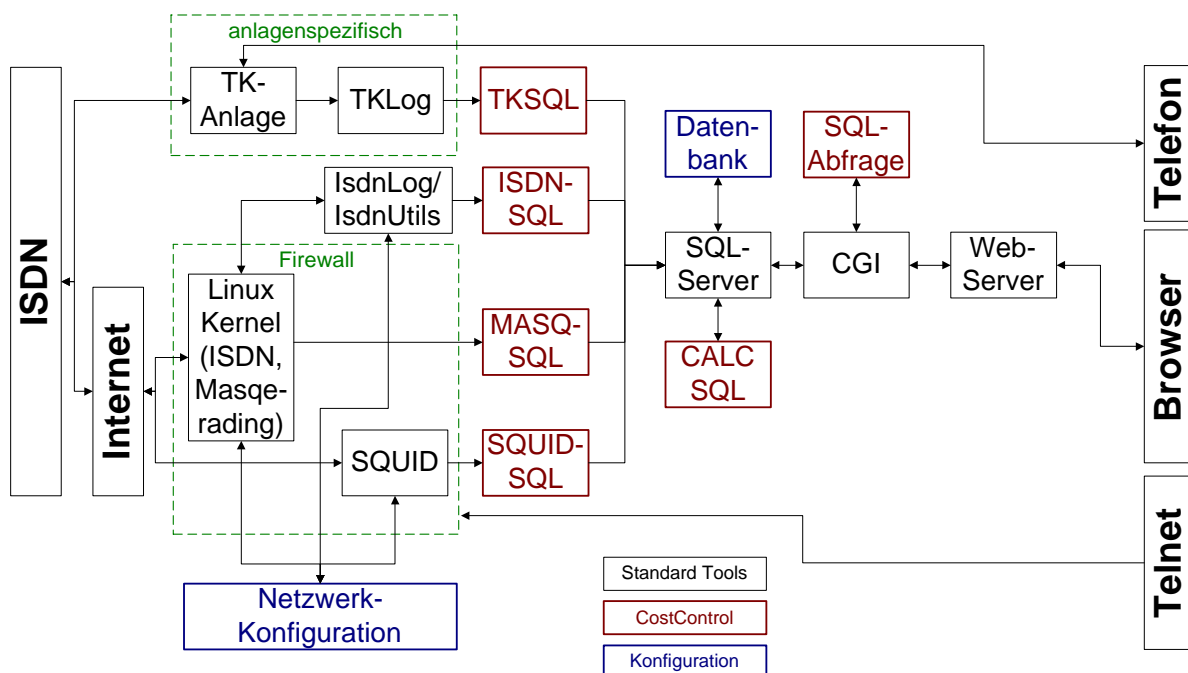 anlagenspezifisch
ISDN
TK-
Anlage
TKLog
TKSQL
Telefon
Daten-
bank
SQL-
Abfrage
IsdnLog/
IsdnUtils
ISDN-
SQL
Firewall
SQL-
Server
CGI
Web-
Server
Browser
Internet
Linux
Kernel
(ISDN,
Masqe-
rading)
MASQ-
SQL
CALC
SQL
SQUID
SQUID-
SQL
Telnet
Netzwerk-
Konfiguration
Standard Tools
CostControl
Konfiguration